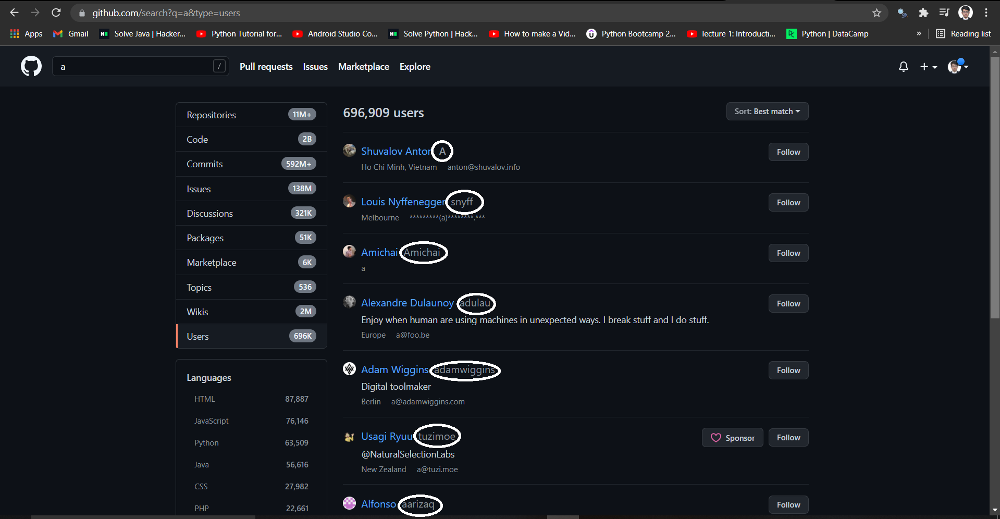 github.com/search?q=a&type=users
Apps Gmail Solve Java | Hacker... Python Tutorial for... Android Studio Co... Solve Python | Hack... How to make a Vid... Python Bootcamp 2... lecture 1: Introducti... Python | DataCamp » Reading list
a / Pull requests Issues Marketplace Explore
Repositories 11M+
Code 2B
Commits 592M+
Issues 138M
Discussions 321K
Packages 51K
Marketplace 6K
Topics 536
Wikis 2M
Users 696K
Languages
HTML 87,887
JavaScript 76,146
Python 63,509
Java 56,616
CSS 27,982
PHP 22,661
696,909 users
Sort: Best match
Shuvalov Anton A
Follow
Ho Chi Minh, Vietnam anton@shuvalov.info
Louis Nyffenegger snyff
Follow
Melbourne *********(a)********.***
Amichai Amichai
Follow
a
Alexandre Dulaunoy adulau
Follow
Enjoy when human are using machines in unexpected ways. I break stuff and I do stuff.
Europe a@foo.be
Adam Wiggins adamwiggins
Follow
Digital toolmaker
Berlin a@adamwiggins.com
Usagi Ryuu tuzimoe
Sponsor Follow
@NaturalSelectionLabs
New Zealand a@tuzi.moe
Alfonso aarizaq
Follow